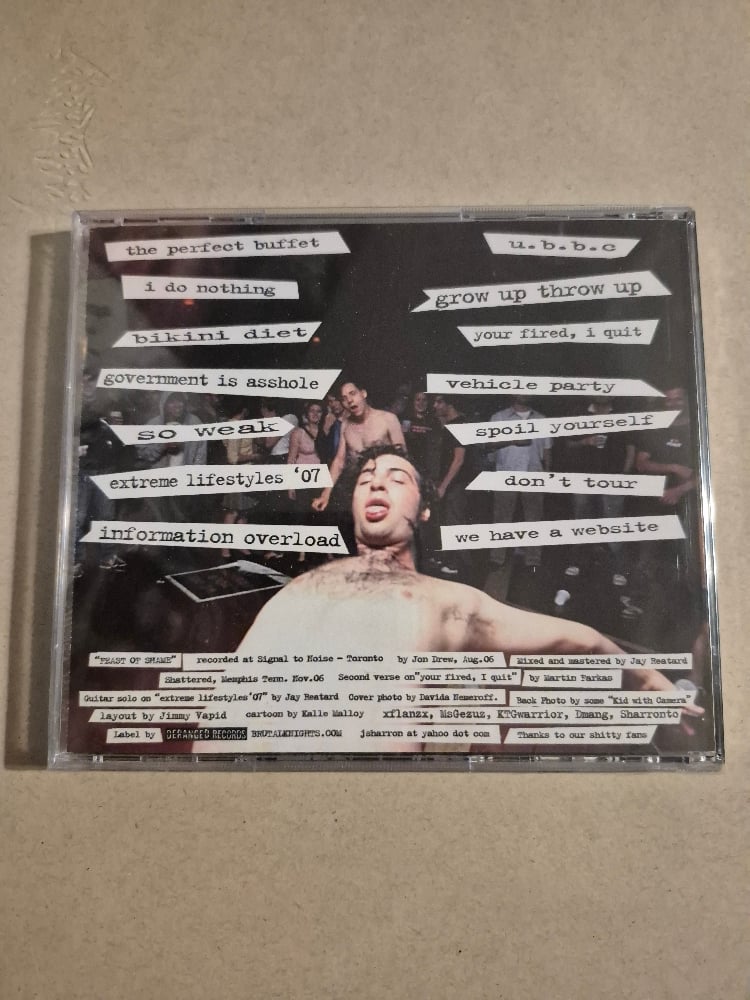 the perfect buffet
i do nothing
bikini diet
government is asshole
so weak
extreme lifestyles '07
information overload
u.b.b.c
grow up throw up
your fired, i quit
vehicle party
spoil yourself
don't tour
we have a website
"FEAST OF SHAME" recorded at Signal to Noise - Toronto by Jon Drew, Aug.06 Mixed and mastered by Jay Reatard
Shattered, Memphis Tenn. Nov.06 Second verse on "your fired, I quit" by Martin Farkas
Guitar solo on "extreme lifestyles'07" by Jay Reatard Cover photo by Davida Nemeroff. Back Photo by some "Kid with Camera"
layout by Jimmy Vapid cartoon by Kalle Malloy xflanzx, MsGezuz, KTGwarrior, Dmang, Sharronto
Label by DERANGED RECORDS BRUTALKNIGHTS.COM jsharron at yahoo dot com Thanks to our shitty fans